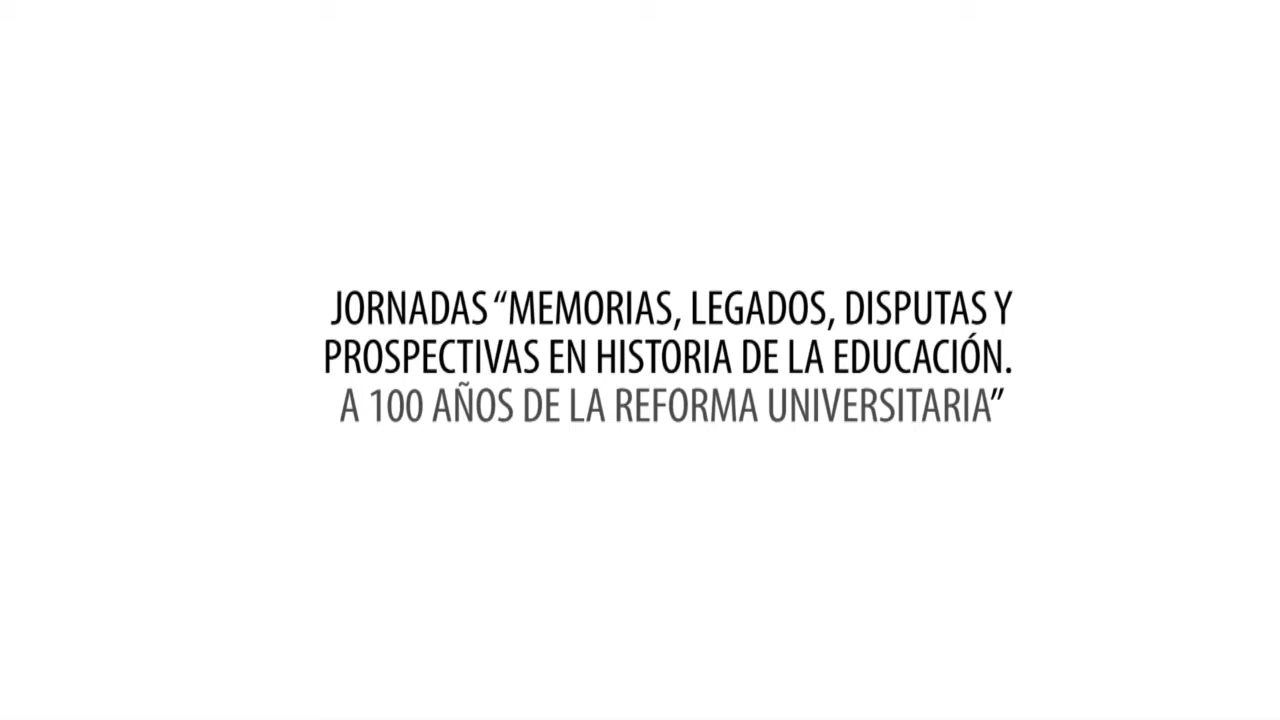 JORNADAS “MEMORIAS, LEGADOS, DISPUTAS Y
PROSPECTIVAS EN HISTORIA DE LA EDUCACIÓN.
A 100 AÑOS DE LA REFORMA UNIVERSITARIA”